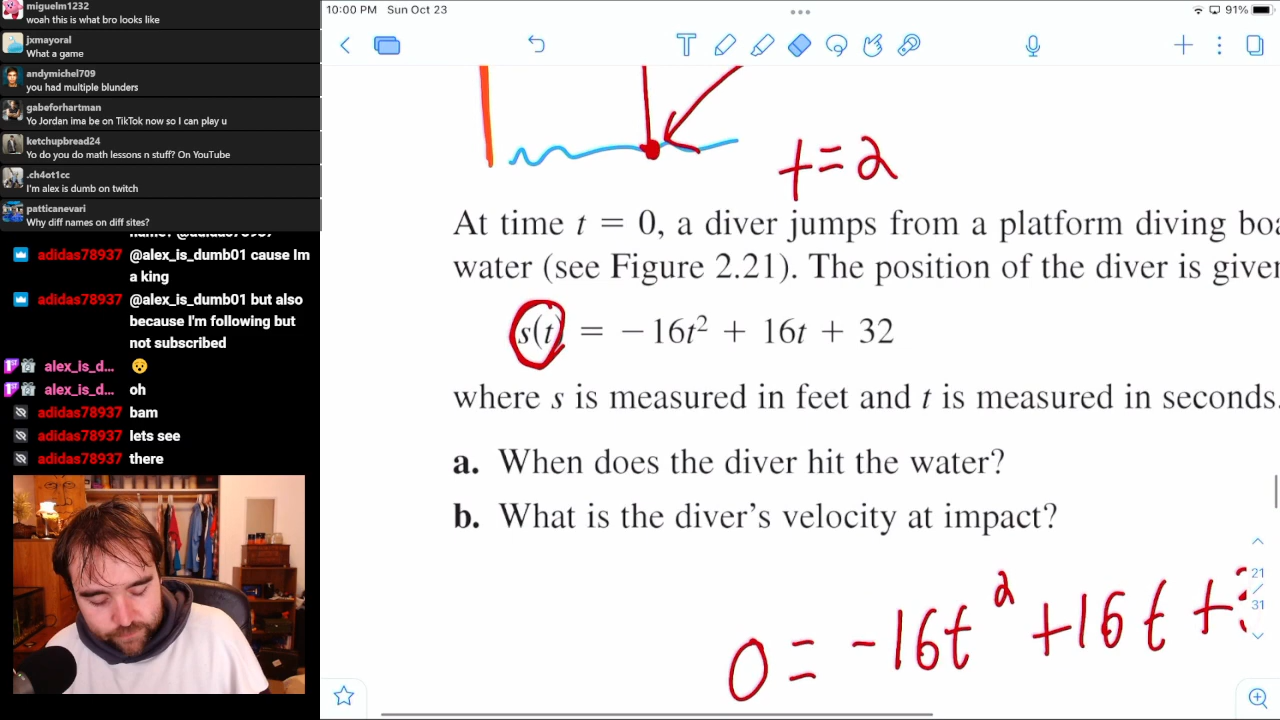 miguelm1232
woah this is what bro looks like
jxmayoral
What a game
andymichel709
you had multiple blunders
gabeforhartman
Yo Jordan ima be on TikTok now so I can play u
ketchupbread24
Yo do you do math lessons n stuff? On YouTube
.ch4ot1cc
I'm alex is dumb on twitch
patticanevari
Why diff names on diff sites?
adidas78937 @alex_is_dumb01 cause Im
a king
adidas78937 @alex_is_dumb01 but also
because I'm following but
not subscribed
alex_is_d... 😮
alex_is_d... oh
adidas78937 bam
adidas78937 lets see
adidas78937 there
10:00 PM Sun Oct 23
91%
t=2
At time t = 0, a diver jumps from a platform diving boa
water (see Figure 2.21). The position of the diver is given
s(t) = −16t² + 16t + 32
where s is measured in feet and t is measured in seconds.
a. When does the diver hit the water?
b. What is the diver's velocity at impact?
0 = -16t² +16t +
21
/
31